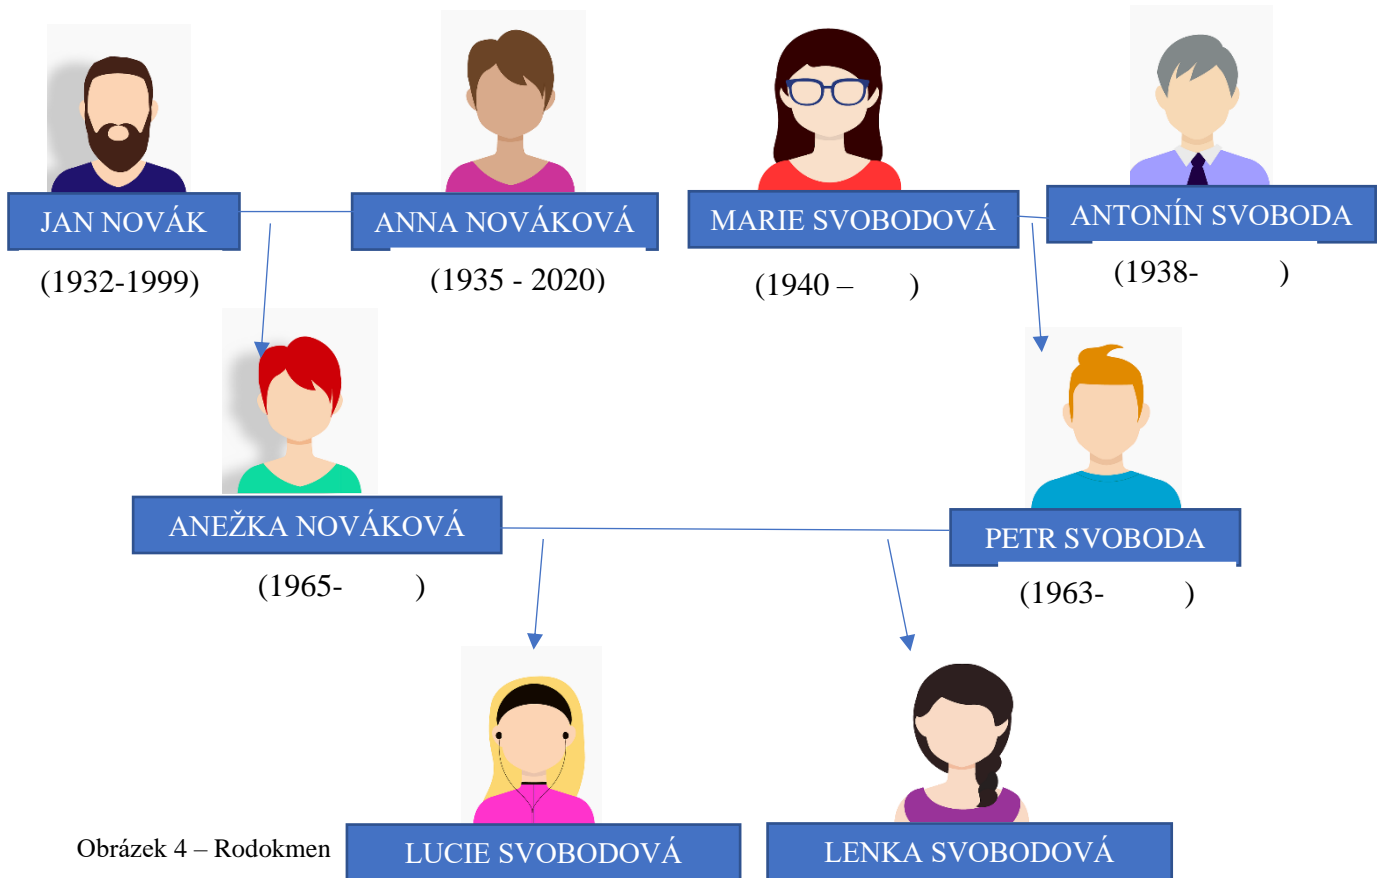 JAN NOVÁK
ANNA NOVÁKOVÁ
MARIE SVOBODOVÁ
ANTONÍN SVOBODA
(1932-1999)
(1935 - 2020)
(1940 – )
(1938- )
ANEŽKA NOVÁKOVÁ
PETR SVOBODA
(1965- )
(1963- )
Obrázek 4 – Rodokmen
LUCIE SVOBODOVÁ
LENKA SVOBODOVÁ